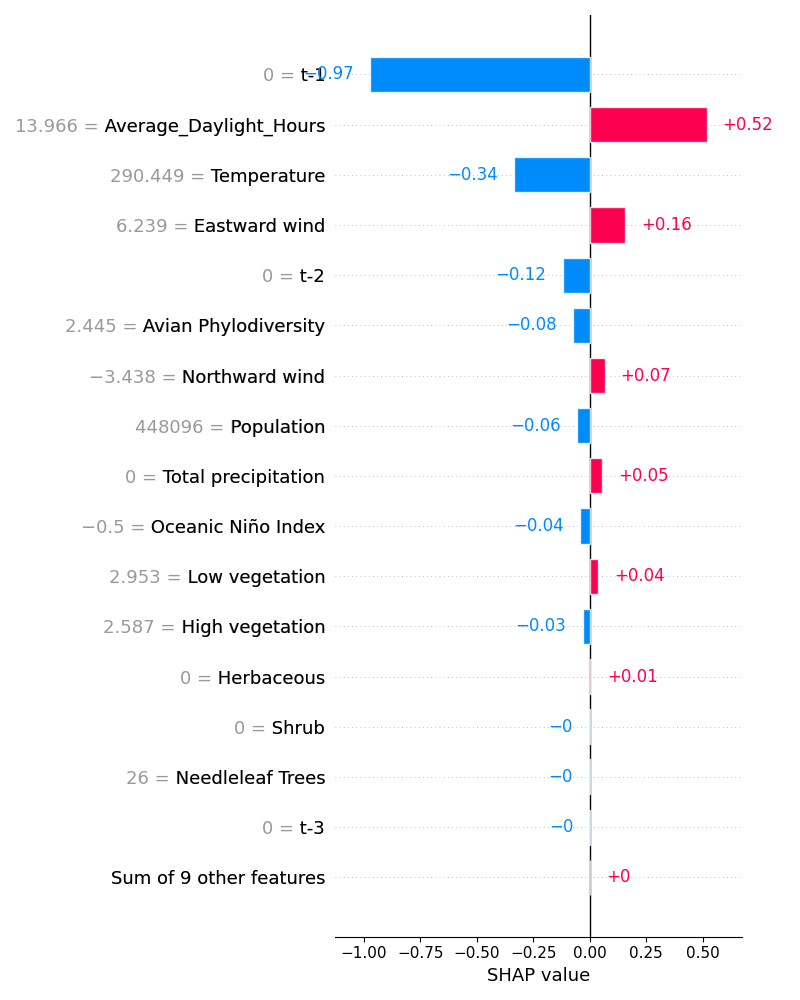 0 = t-1 −0.97
13.966 = Average_Daylight_Hours +0.52
290.449 = Temperature −0.34
6.239 = Eastward wind +0.16
0 = t-2 −0.12
2.445 = Avian Phylodiversity −0.08
−3.438 = Northward wind +0.07
448096 = Population −0.06
0 = Total precipitation +0.05
−0.5 = Oceanic Niño Index −0.04
2.953 = Low vegetation +0.04
2.587 = High vegetation −0.03
0 = Herbaceous +0.01
0 = Shrub −0
26 = Needleleaf Trees −0
0 = t-3 −0
Sum of 9 other features +0
−1.00 −0.75 −0.50 −0.25 0.00 0.25 0.50
SHAP value